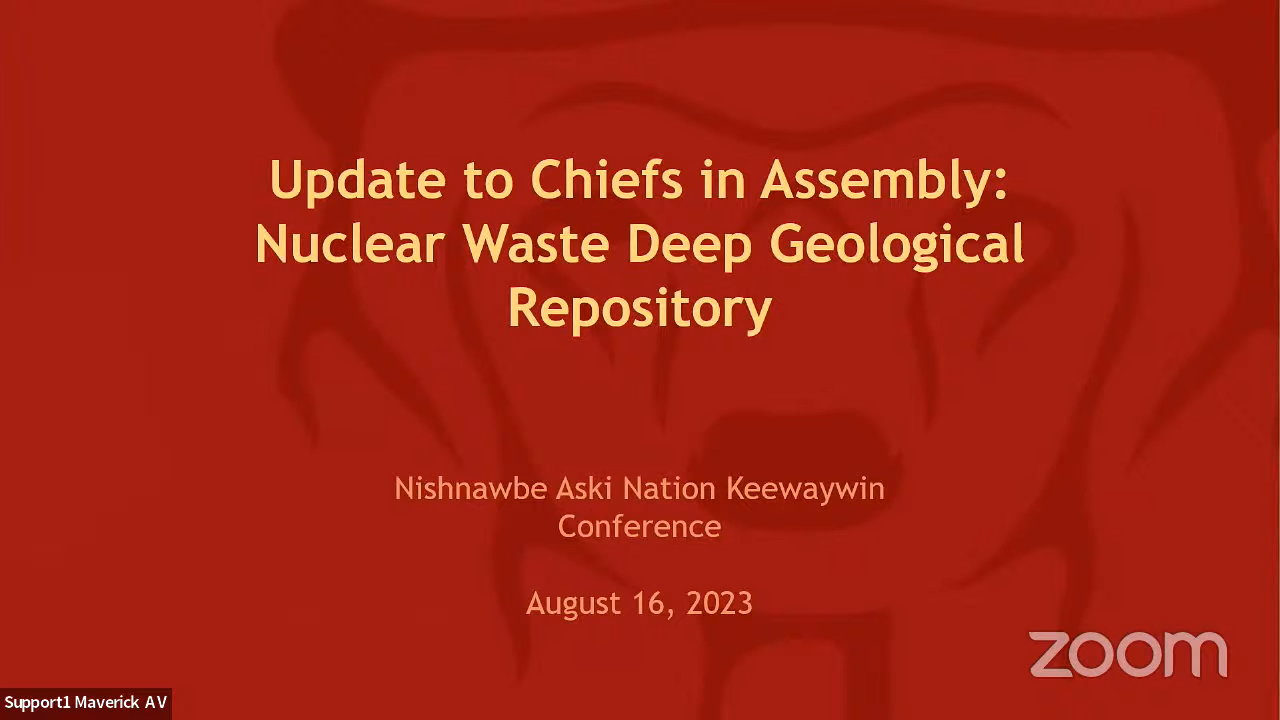 Update to Chiefs in Assembly:
Nuclear Waste Deep Geological
Repository
Nishnawbe Aski Nation Keewaywin
Conference
August 16, 2023
zoom
Support1 Maverick AV